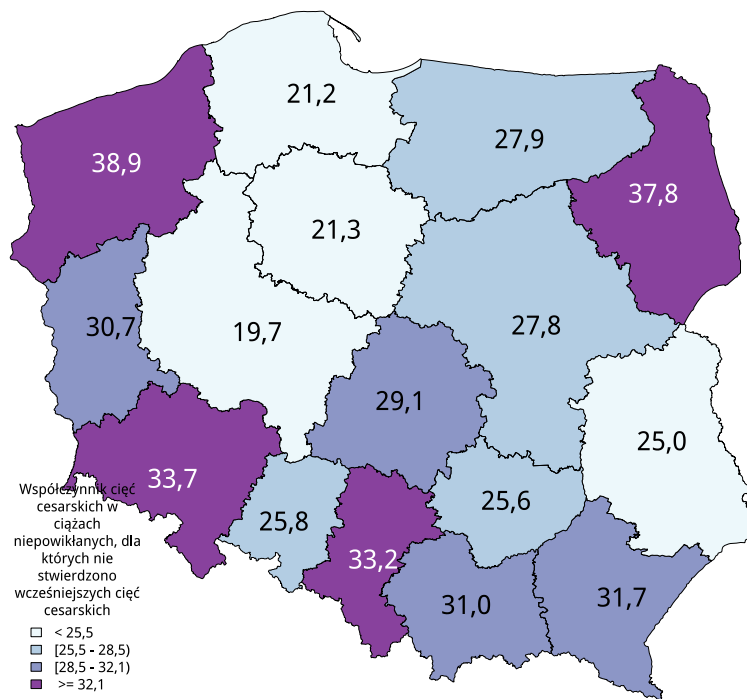 21,2
27,9
38,9
37,8
21,3
30,7
19,7
27,8
29,1
25,0
33,7
25,8
25,6
33,2
31,0
31,7
Współczynnik cięć
cesarskich w
ciążach
niepowikłanych, dla
których nie
stwierdzono
wcześniejszych cięć
cesarskich
< 25,5
[25,5 - 28,5)
[28,5 - 32,1)
>= 32,1